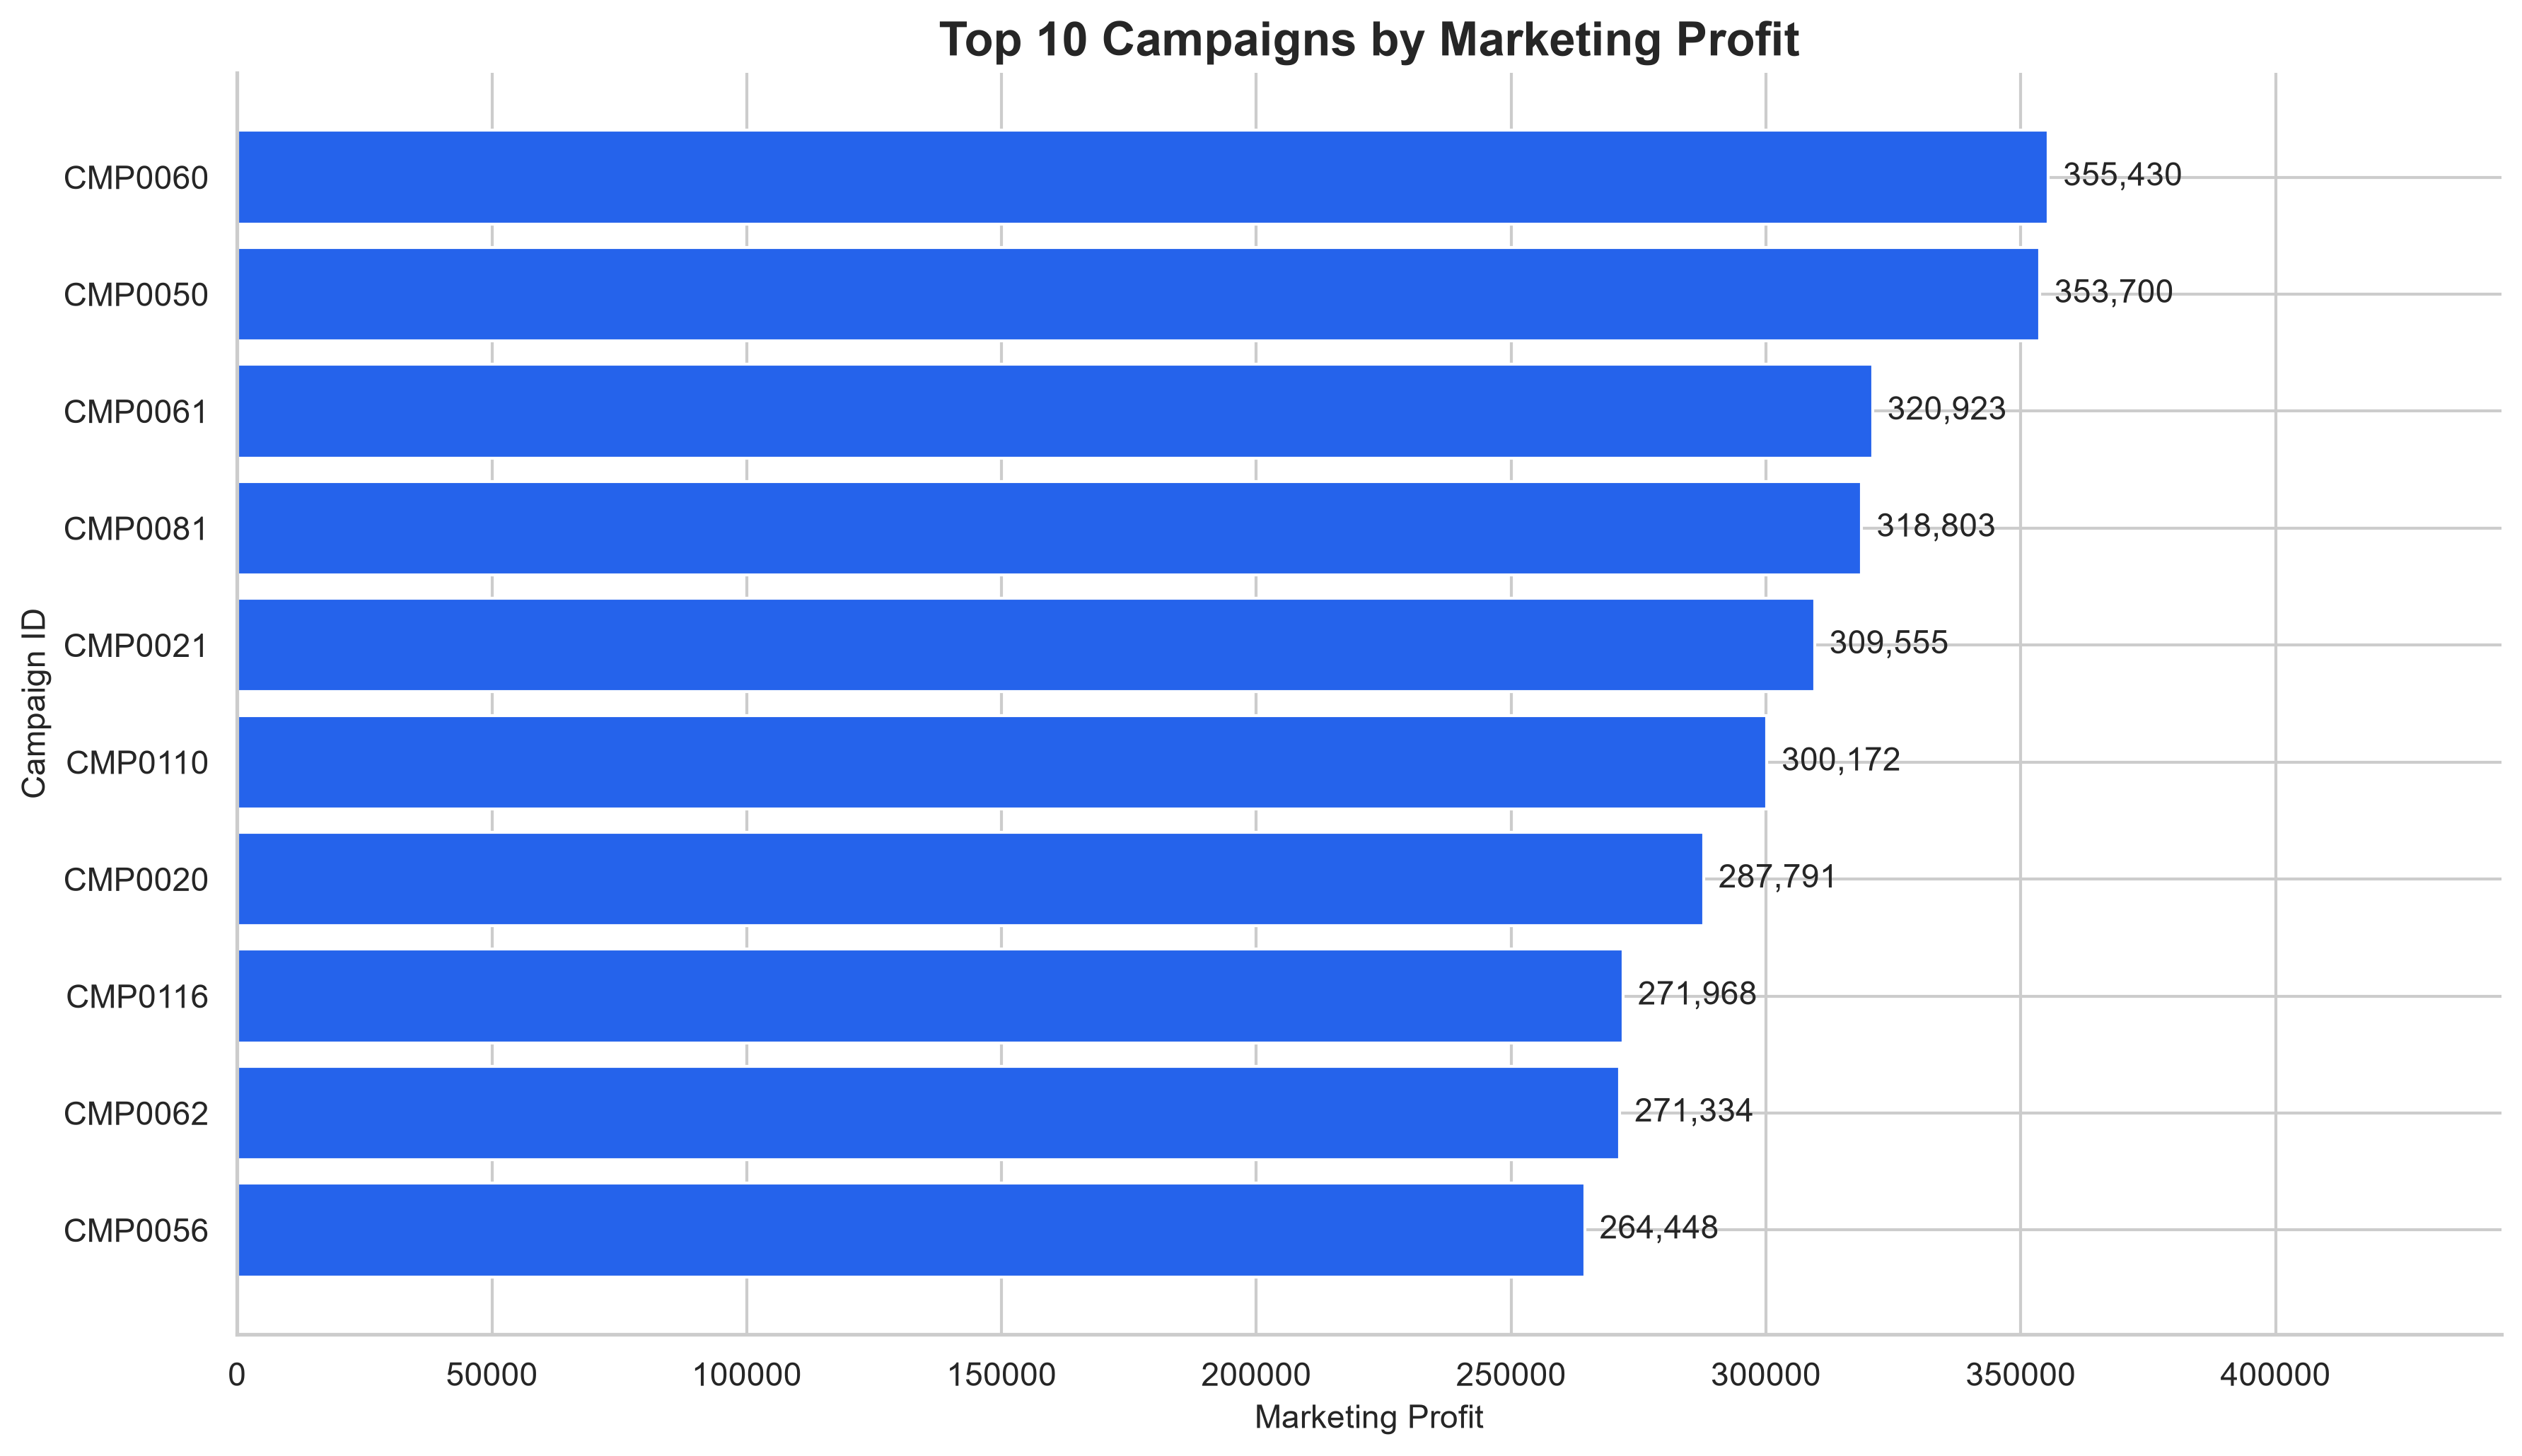 Top 10 Campaigns by Marketing Profit
CMP0060 355,430
CMP0050 353,700
CMP0061 320,923
CMP0081 318,803
CMP0021 309,555
CMP0110 300,172
CMP0020 287,791
CMP0116 271,968
CMP0062 271,334
CMP0056 264,448
Campaign ID
0 50000 100000 150000 200000 250000 300000 350000 400000
Marketing Profit